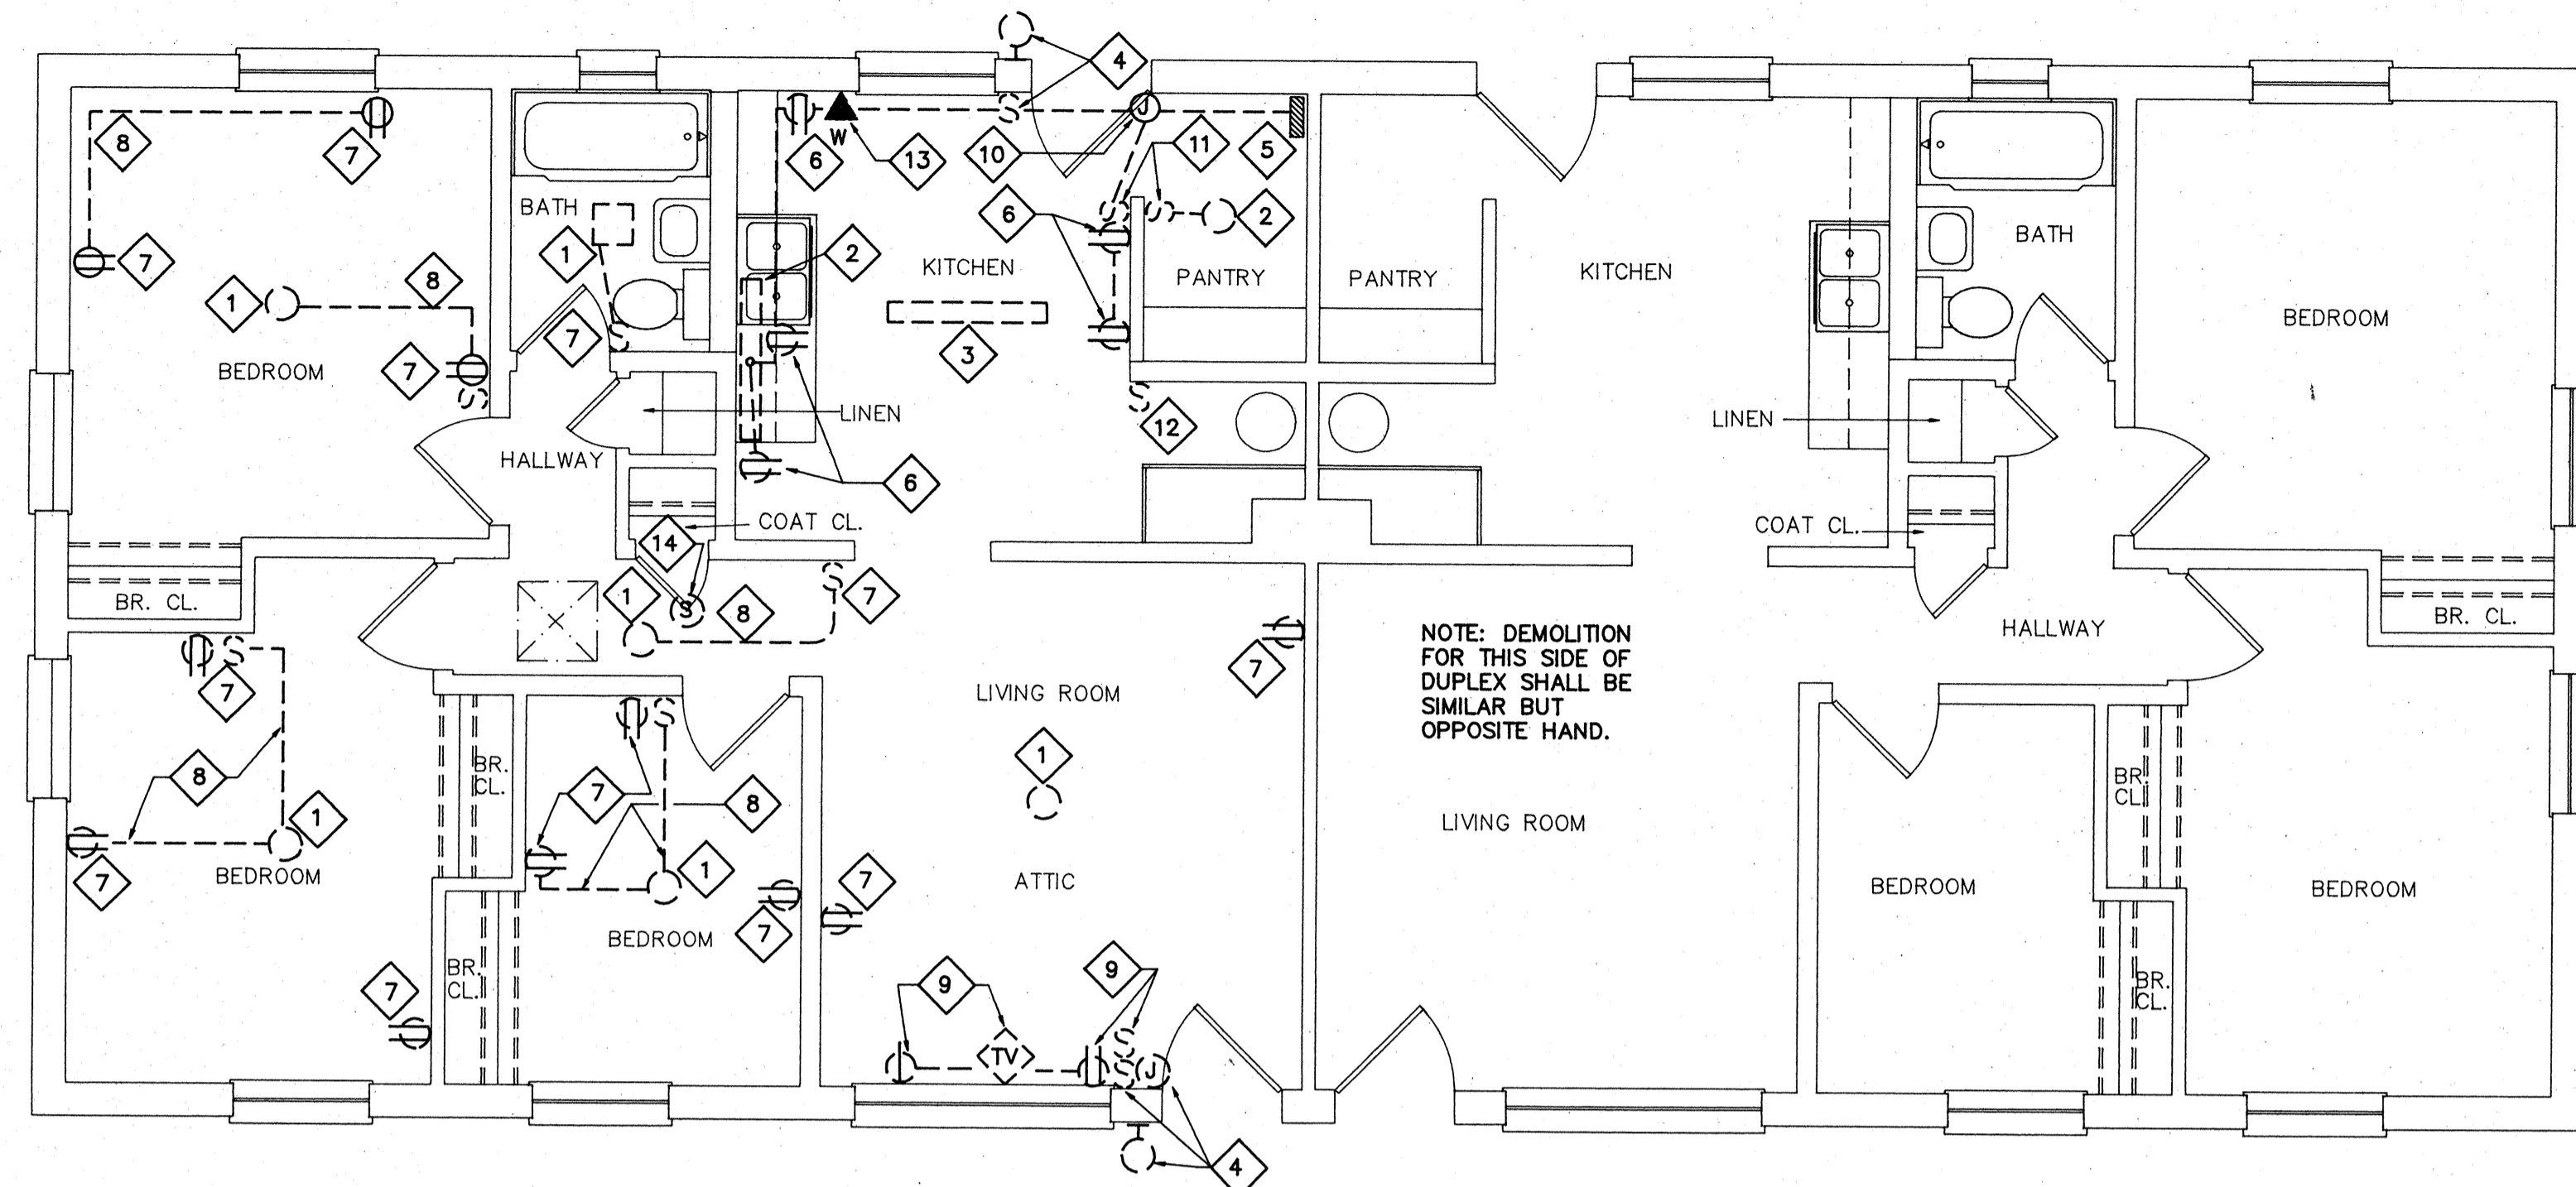 4
8
7
J
BATH
6
W
13
10
11
5
S
7
1
2
6
S
S
2
BATH
KITCHEN
PANTRY
PANTRY
KITCHEN
1
8
7
S
3
BEDROOM
BEDROOM
7
S
S
LINEN
12
LINEN
HALLWAY
6
COAT CL.
COAT CL.
14
BR. CL.
1
S
8
S
7
BR. CL.
HALLWAY
S
7
7
NOTE: DEMOLITION
FOR THIS SIDE OF
DUPLEX SHALL BE
SIMILAR BUT
OPPOSITE HAND.
LIVING ROOM
S
8
BR.
CL.
7
8
1
BR.
CL.
1
LIVING ROOM
7
BEDROOM
1
7
ATTIC
BEDROOM
BEDROOM
BEDROOM
7
7
BR.
CL.
9
9
BR.
CL.
TV
S
S
J
4